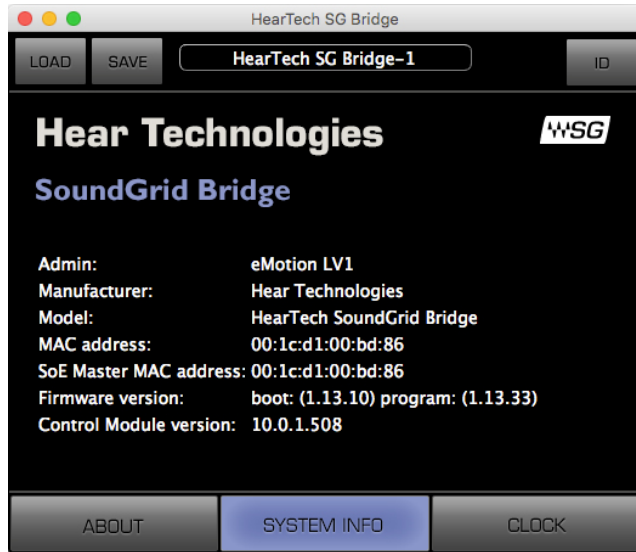 HearTech SG Bridge
LOAD SAVE HearTech SG Bridge-1 ID
Hear Technologies SG
SoundGrid Bridge
Admin: eMotion LV1
Manufacturer: Hear Technologies
Model: HearTech SoundGrid Bridge
MAC address: 00:1c:d1:00:bd:86
SoE Master MAC address: 00:1c:d1:00:bd:86
Firmware version: boot: (1.13.10) program: (1.13.33)
Control Module version: 10.0.1.508
ABOUT SYSTEM INFO CLOCK